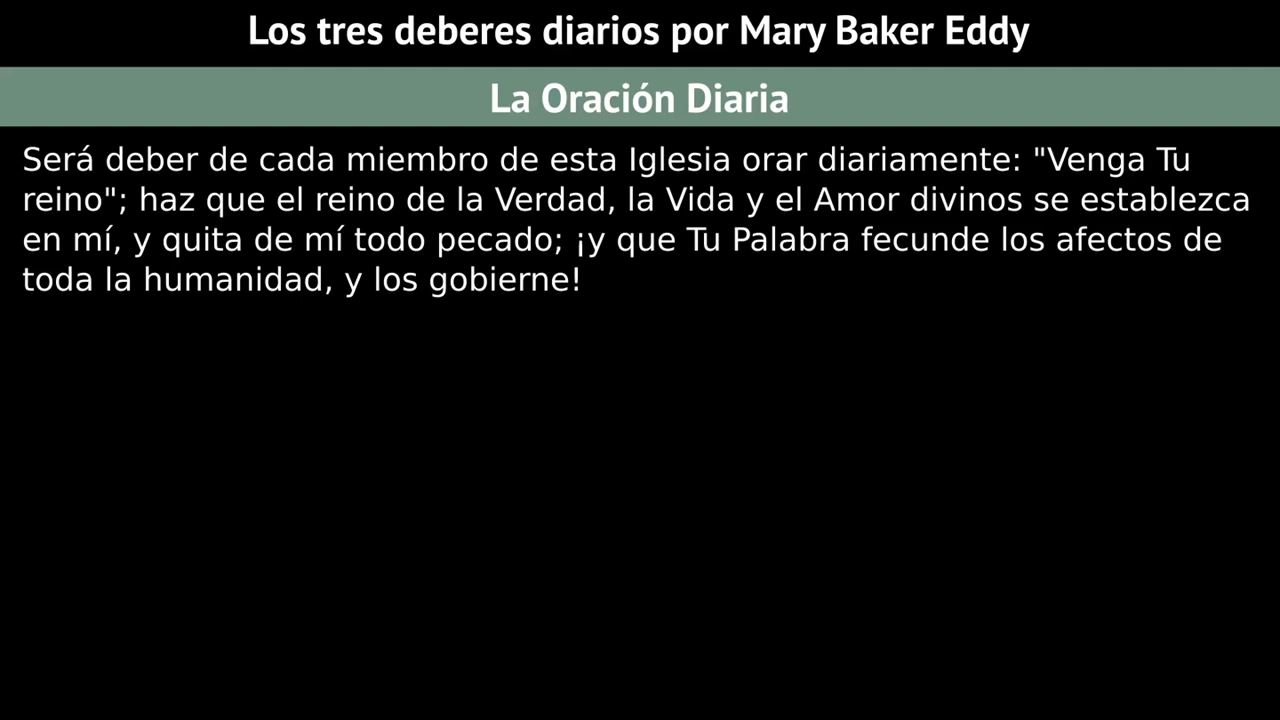 Los tres deberes diarios por Mary Baker Eddy
La Oración Diaria
Será deber de cada miembro de esta Iglesia orar diariamente: "Venga Tu
reino"; haz que el reino de la Verdad, la Vida y el Amor divinos se establezca
en mí, y quita de mí todo pecado; ¡y que Tu Palabra fecunde los afectos de
toda la humanidad, y los gobierne!